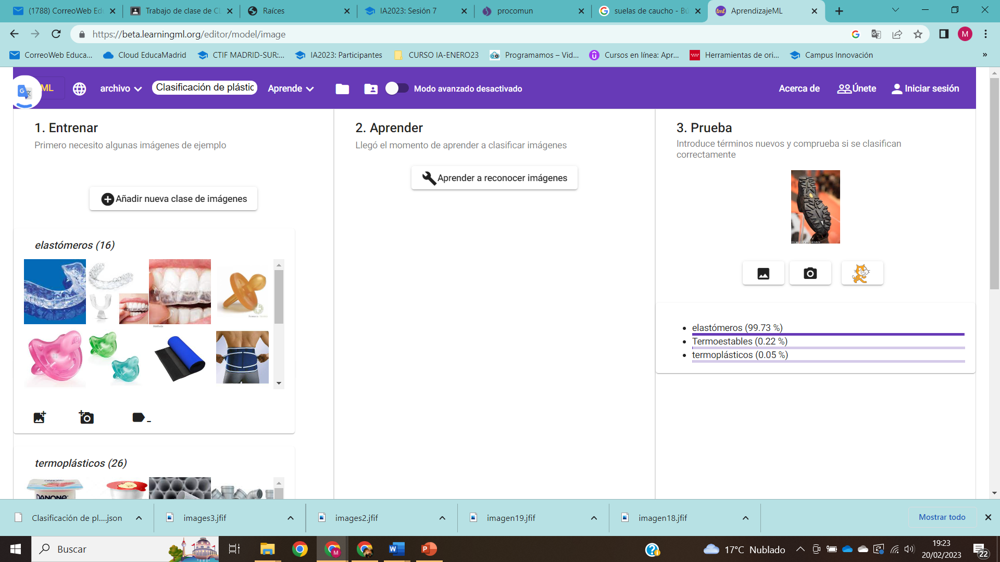 (1788) CorreoWeb Edu
Trabajo de clase de Cl
Raíces
IA2023: Sesión 7
procomun
suelas de caucho - Bú
AprendizajeML
https://beta.learningml.org/editor/model/image
M
CorreoWeb Educa...
Cloud EducaMadrid
CTIF MADRID-SUR:...
IA2023: Participantes
CURSO IA-ENERO23
Programamos – Vid...
Cursos en línea: Apr...
Herramientas de ori...
Campus Innovación
»
ML
archivo
Clasificación de plástic
Aprende
Modo avanzado desactivado
Acerca de
Únete
Iniciar sesión
1. Entrenar
Primero necesito algunas imágenes de ejemplo
Añadir nueva clase de imágenes
elastómeros (16)
termoplásticos (26)
DANONE
2. Aprender
Llegó el momento de aprender a clasificar imágenes
Aprender a reconocer imágenes
3. Prueba
Introduce términos nuevos y comprueba si se clasifican
correctamente
elastómeros (99.73 %)
Termoestables (0.22 %)
termoplásticos (0.05 %)
Clasificación de pl....json
images3.jfif
images2.jfif
imagen19.jfif
imagen18.jfif
Mostrar todo
Buscar
17°C Nublado
19:23
20/02/2023
22